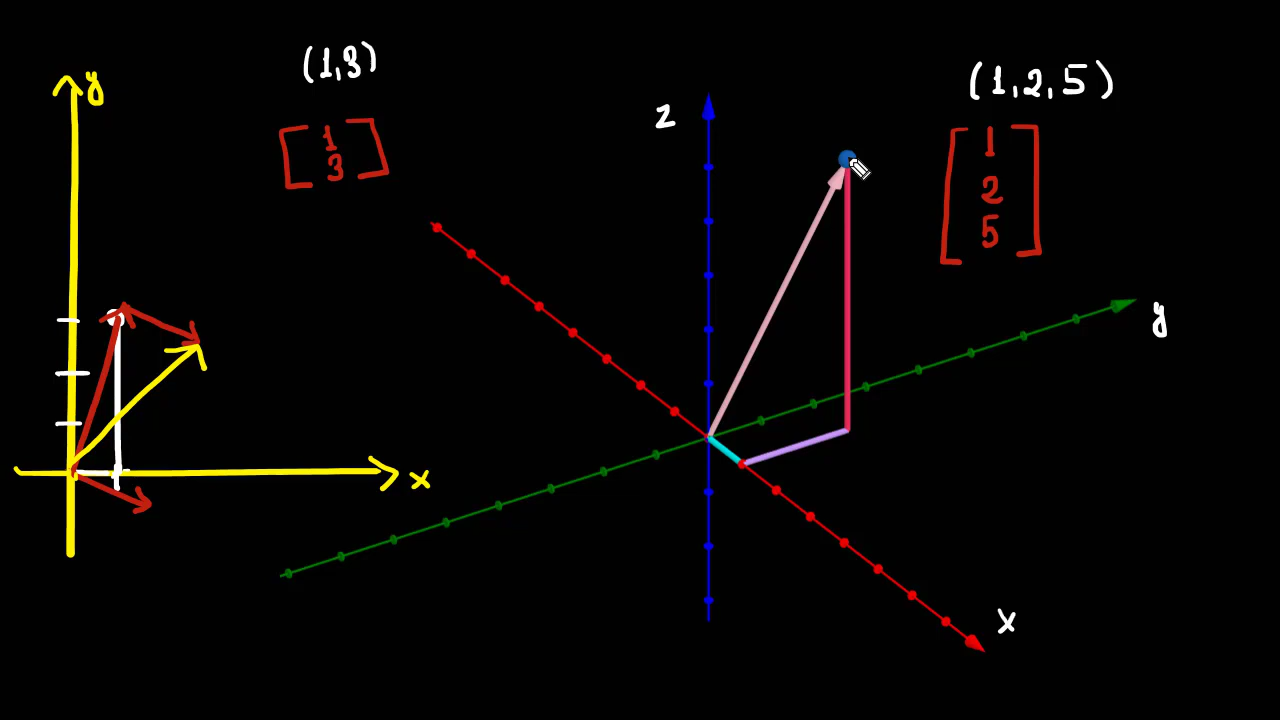 (1,3)
[1
3]
y
x
z
y
x
(1,2,5)
[1
2
5]